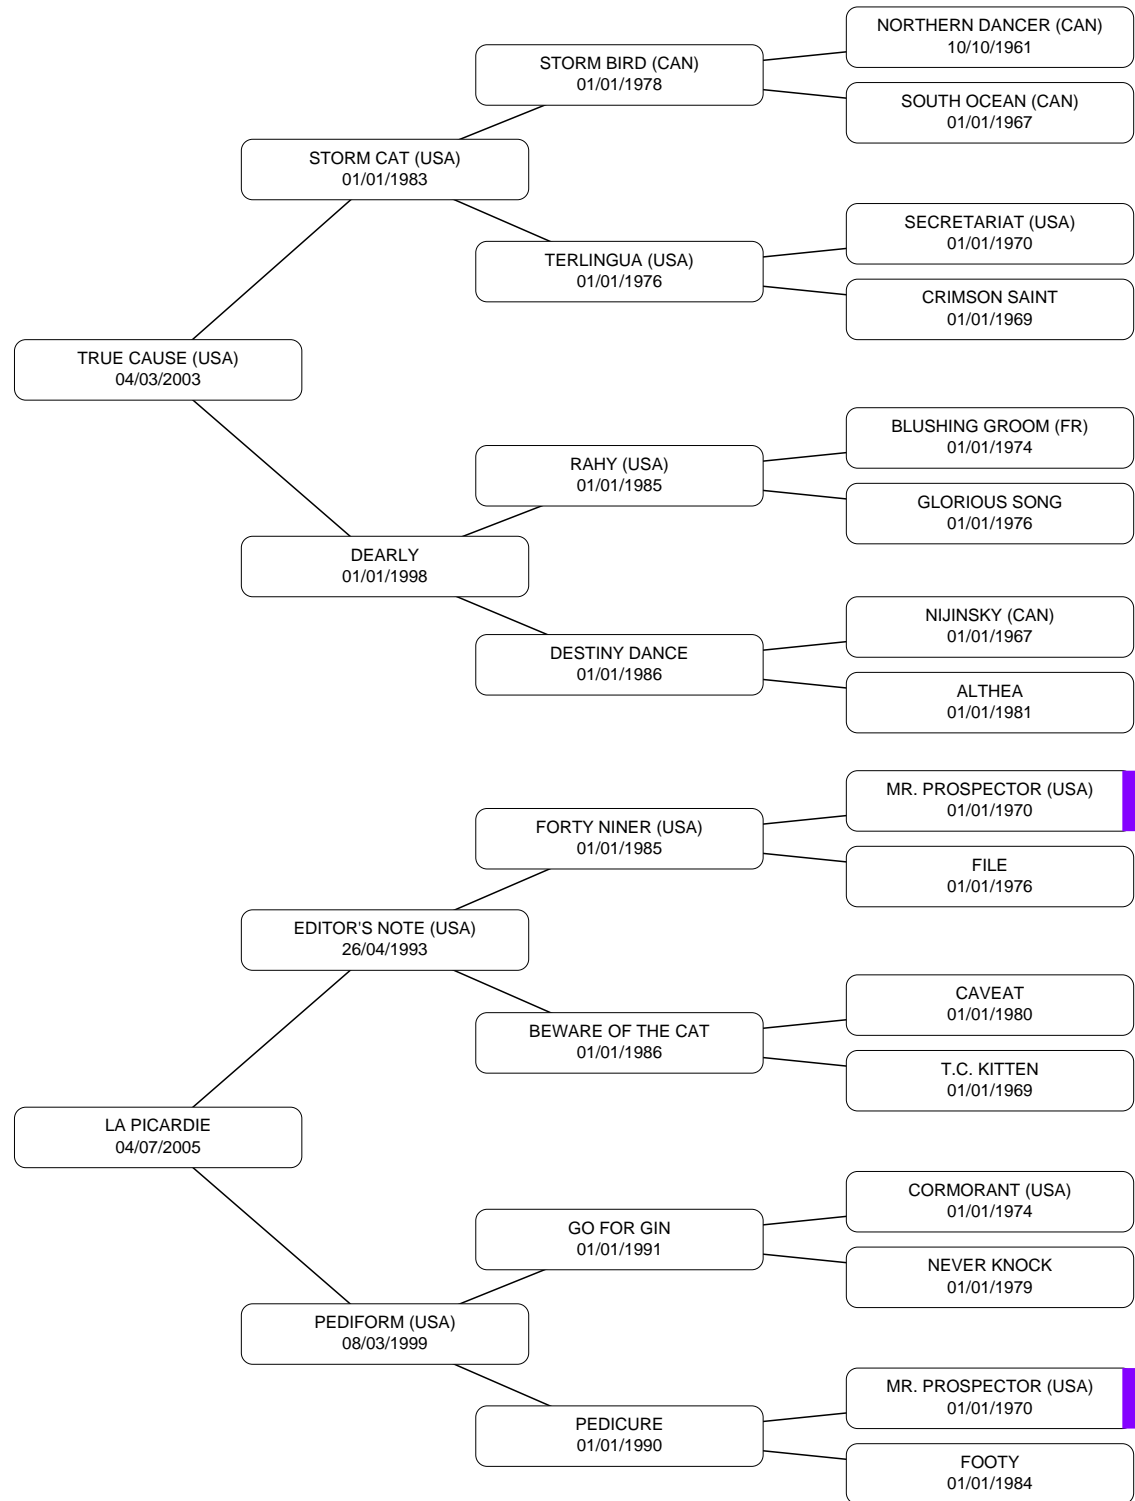 NORTHERN DANCER (CAN)
10/10/1961
STORM BIRD (CAN)
01/01/1978
SOUTH OCEAN (CAN)
01/01/1967
STORM CAT (USA)
01/01/1983
SECRETARIAT (USA)
01/01/1970
TERLINGUA (USA)
01/01/1976
CRIMSON SAINT
01/01/1969
TRUE CAUSE (USA)
04/03/2003
BLUSHING GROOM (FR)
01/01/1974
RAHY (USA)
01/01/1985
GLORIOUS SONG
01/01/1976
DEARLY
01/01/1998
NIJINSKY (CAN)
01/01/1967
DESTINY DANCE
01/01/1986
ALTHEA
01/01/1981
MR. PROSPECTOR (USA)
01/01/1970
FORTY NINER (USA)
01/01/1985
FILE
01/01/1976
EDITOR'S NOTE (USA)
26/04/1993
CAVEAT
01/01/1980
BEWARE OF THE CAT
01/01/1986
T.C. KITTEN
01/01/1969
LA PICARDIE
04/07/2005
CORMORANT (USA)
01/01/1974
GO FOR GIN
01/01/1991
NEVER KNOCK
01/01/1979
PEDIFORM (USA)
08/03/1999
MR. PROSPECTOR (USA)
01/01/1970
PEDICURE
01/01/1990
FOOTY
01/01/1984